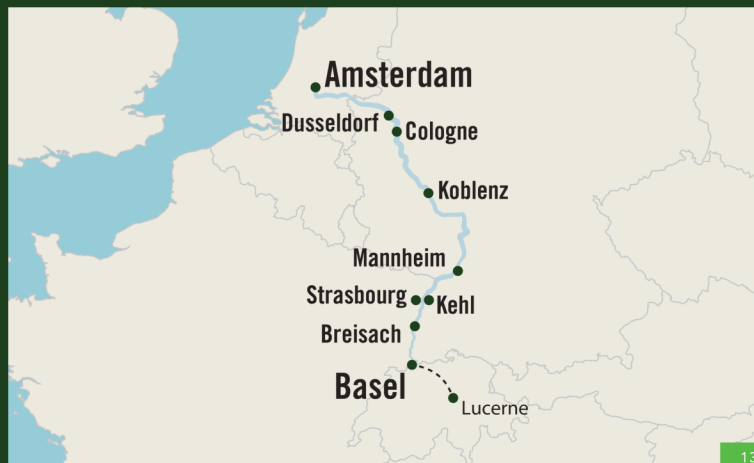 Amsterdam
Dusseldorf
Cologne
Koblenz
Mannheim
Strasbourg
Kehl
Breisach
Basel
Lucerne